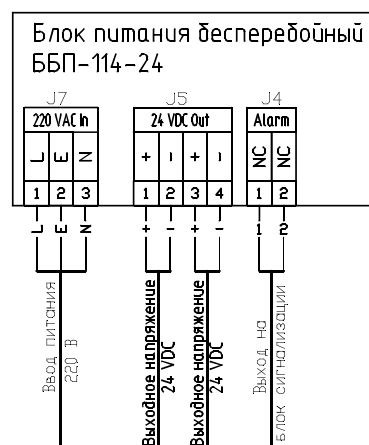 Блок питания бесперебойный
ББП-114-24
J7 J5 J4
220 VAC In 24 VDC Out Alarm
L E N + - + - NC NC
1 2 3 1 2 3 4 1 2
L E N + - + - 1 2
Ввод питания
220 В
Выходное напряжение
24 VDC
Выходное напряжение
24 VDC
Выход на
блок сигнализации